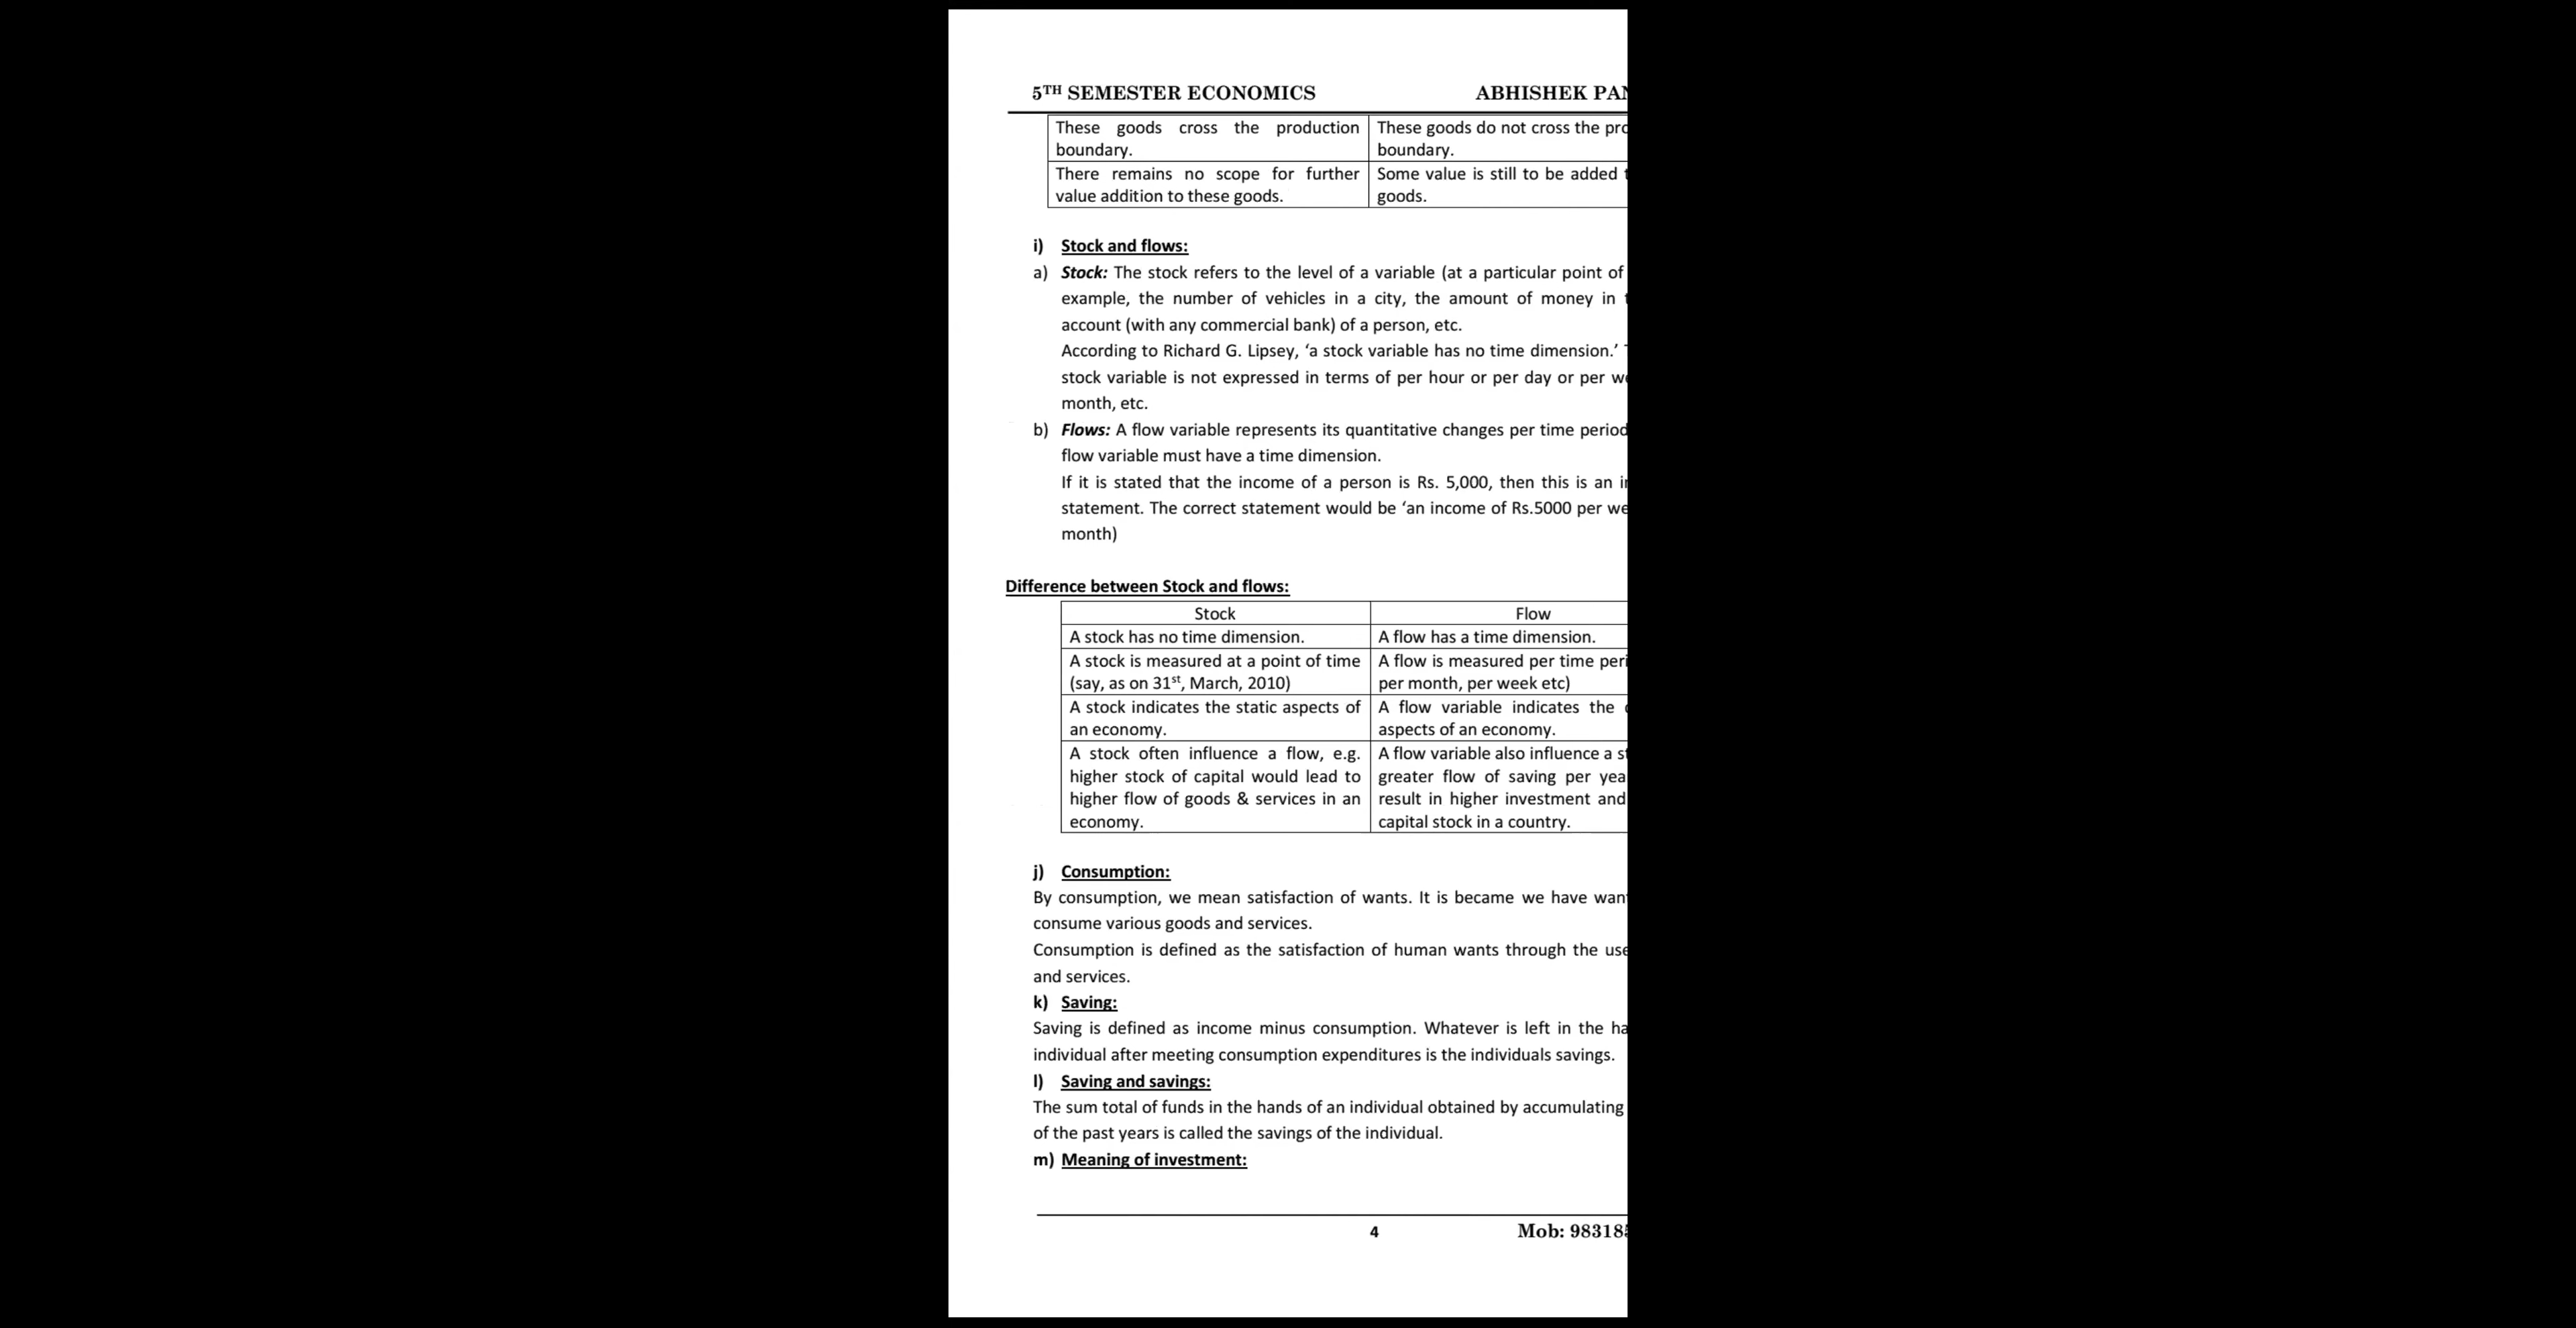 5TH SEMESTER ECONOMICS ABHISHEK
These goods cross the production boundary.
These goods do not cross the boundary.
There remains no scope for further value addition to these goods.
Some value is still to be added goods.
i) Stock and flows:
a) Stock: The stock refers to the level of a variable (at a particular point of
example, the number of vehicles in a city, the amount of money in
account (with any commercial bank) of a person, etc.
According to Richard G. Lipsey, ‘a stock variable has no time dimension.’
stock variable is not expressed in terms of per hour or per day or per
month, etc.
b) Flows: A flow variable represents its quantitative changes per time period
flow variable must have a time dimension.
If it is stated that the income of a person is Rs. 5,000, then this is an
statement. The correct statement would be ‘an income of Rs.5000 per
month)
Difference between Stock and flows:
Stock Flow
A stock has no time dimension. A flow has a time dimension.
A stock is measured at a point of time A flow is measured per time
(say, as on 31st, March, 2010) per month, per week etc)
A stock indicates the static aspects of A flow variable indicates the
an economy. aspects of an economy.
A stock often influence a flow, e.g. A flow variable also influence a
higher stock of capital would lead to greater flow of saving per
higher flow of goods & services in an result in higher investment and
economy. capital stock in a country.
j) Consumption:
By consumption, we mean satisfaction of wants. It is became we have
consume various goods and services.
Consumption is defined as the satisfaction of human wants through the
and services.
k) Saving:
Saving is defined as income minus consumption. Whatever is left in the
individual after meeting consumption expenditures is the individuals savings.
l) Saving and savings:
The sum total of funds in the hands of an individual obtained by accumulating
of the past years is called the savings of the individual.
m) Meaning of investment:
4 Mob: 98318